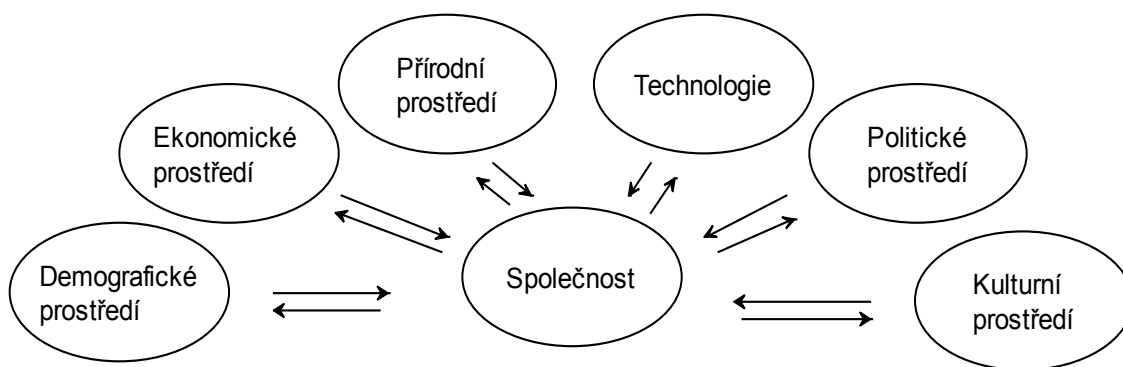 Přírodní
prostředí
Technologie
Ekonomické
prostředí
Politické
prostředí
Demografické
prostředí
Společnost
Kulturní
prostředí